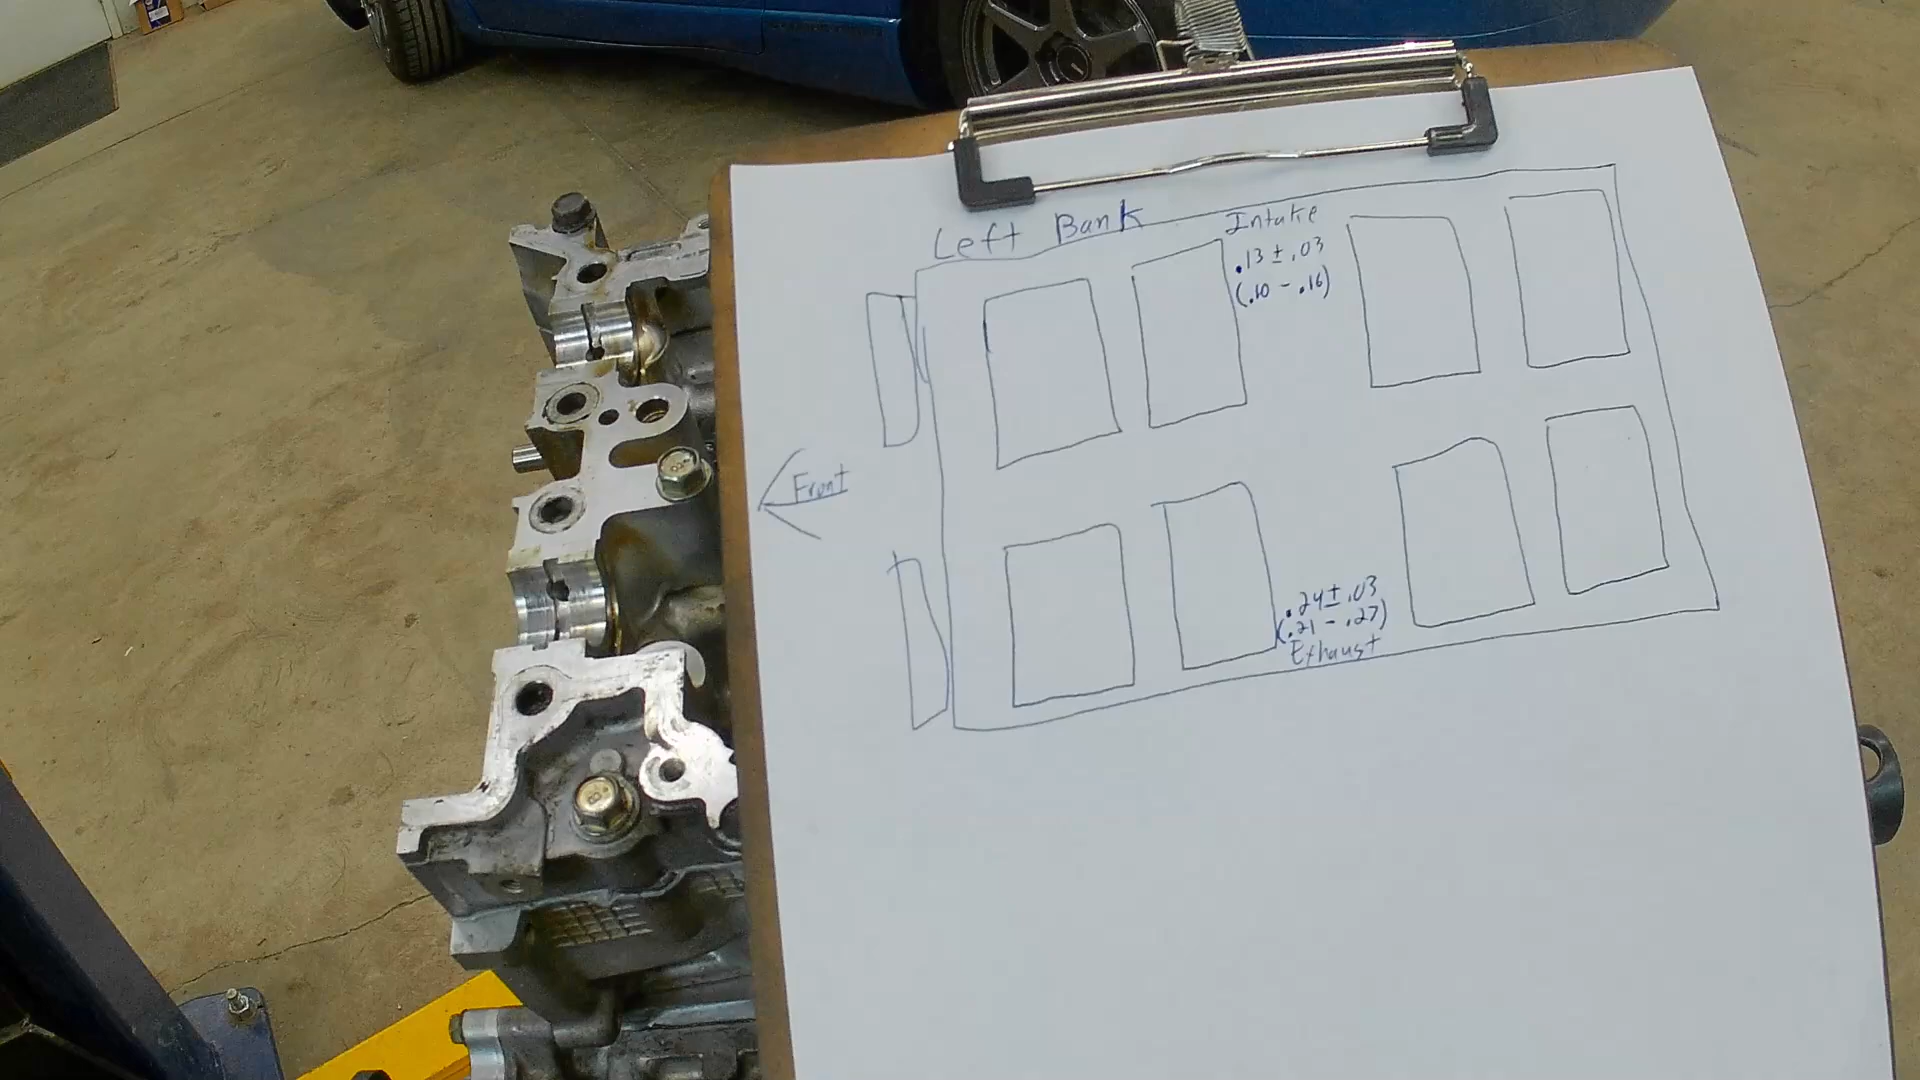 Left Bank
Intake
.13 ± .03
(.10 - .16)
Front
.24 ± .03
(.21 - .27)
Exhaust